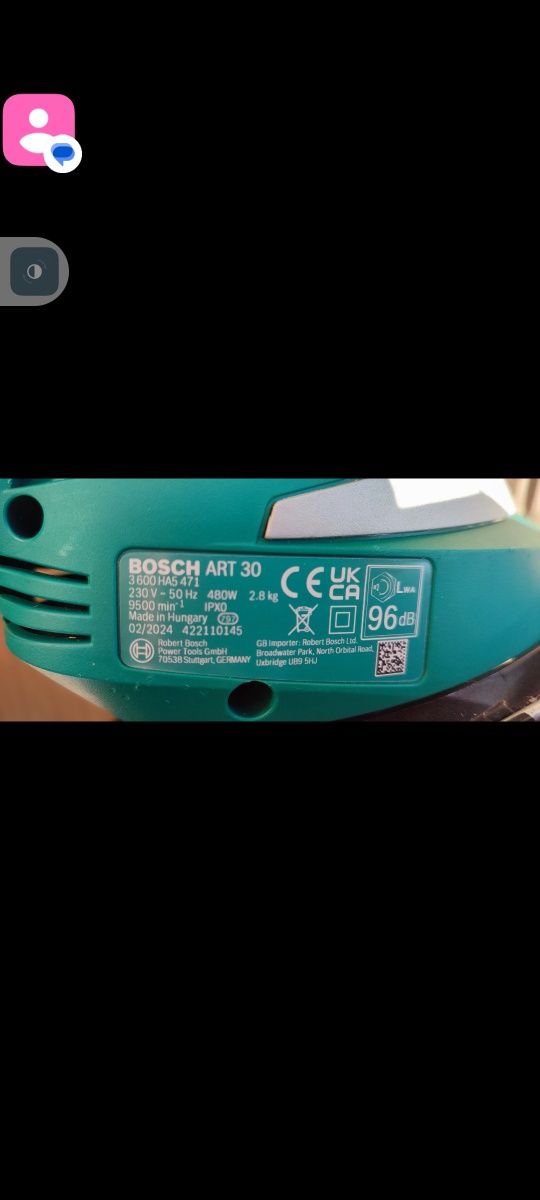 BOSCH ART 30
3 600 HA5 471
230 V ~ 50 Hz 480W 2.8 kg
9500 min-1 IPX0
Made in Hungary 797
02/2024 422110145
Robert Bosch
Power Tools GmbH
70538 Stuttgart, GERMANY
CE UK
CA
LWA
96dB
GB Importer: Robert Bosch Ltd.
Broadwater Park, North Orbital Road,
Uxbridge UB9 5HJ